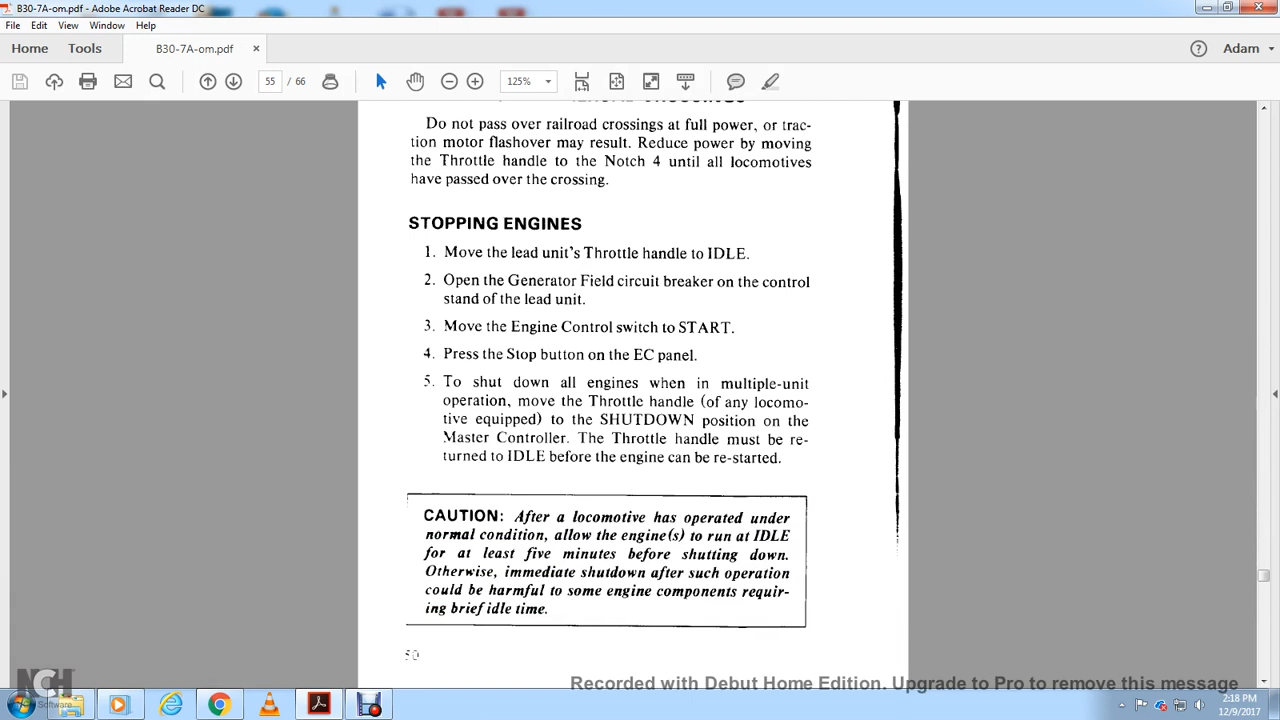 B30-7A-om.pdf - Adobe Acrobat Reader DC
File Edit View Window Help
Home Tools B30-7A-om.pdf × ? Adam
55 / 66 125%
CROSSINGS
Do not pass over railroad crossings at full power, or trac-
tion motor flashover may result. Reduce power by moving
the Throttle handle to the Notch 4 until all locomotives
have passed over the crossing.
STOPPING ENGINES
1. Move the lead unit's Throttle handle to IDLE.
2. Open the Generator Field circuit breaker on the control
stand of the lead unit.
3. Move the Engine Control switch to START.
4. Press the Stop button on the EC panel.
5. To shut down all engines when in multiple-unit
operation, move the Throttle handle (of any locomo-
tive equipped) to the SHUTDOWN position on the
Master Controller. The Throttle handle must be re-
turned to IDLE before the engine can be re-started.
CAUTION: After a locomotive has operated under
normal condition, allow the engine(s) to run at IDLE
for at least five minutes before shutting down.
Otherwise, immediate shutdown after such operation
could be harmful to some engine components requir-
ing brief idle time.
50
NCH
Software
Recorded with Debut Home Edition. Upgrade to Pro to remove this message
2:18 PM
12/9/2017